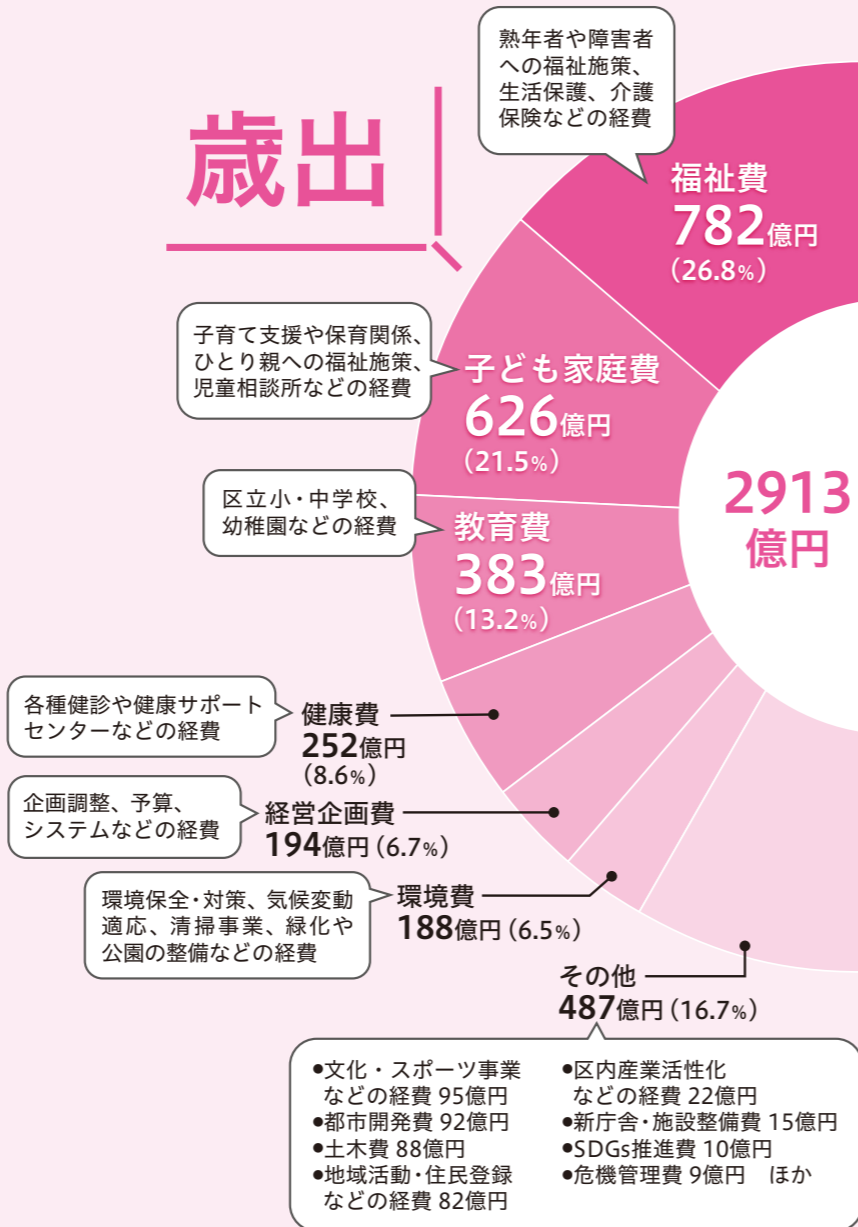 歳出
熟年者や障害者
への福祉施策、
生活保護、介護
保険などの経費
福祉費
782億円
(26.8%)
子育て支援や保育関係、
ひとり親への福祉施策、
児童相談所などの経費
子ども家庭費
626億円
(21.5%)
2913
億円
区立小・中学校、
幼稚園などの経費
教育費
383億円
(13.2%)
各種健診や健康サポート
センターなどの経費
健康費
252億円
(8.6%)
企画調整、予算、
システムなどの経費
経営企画費
194億円(6.7%)
環境保全・対策、気候変動
適応、清掃事業、緑化や
公園の整備などの経費
環境費
188億円(6.5%)
その他
487億円(16.7%)
●文化・スポーツ事業
などの経費 95億円
●都市開発費 92億円
●土木費 88億円
●地域活動・住民登録
などの経費 82億円
●区内産業活性化
などの経費 22億円
●新庁舎・施設整備費 15億円
●SDGs推進費 10億円
●危機管理費 9億円　ほか